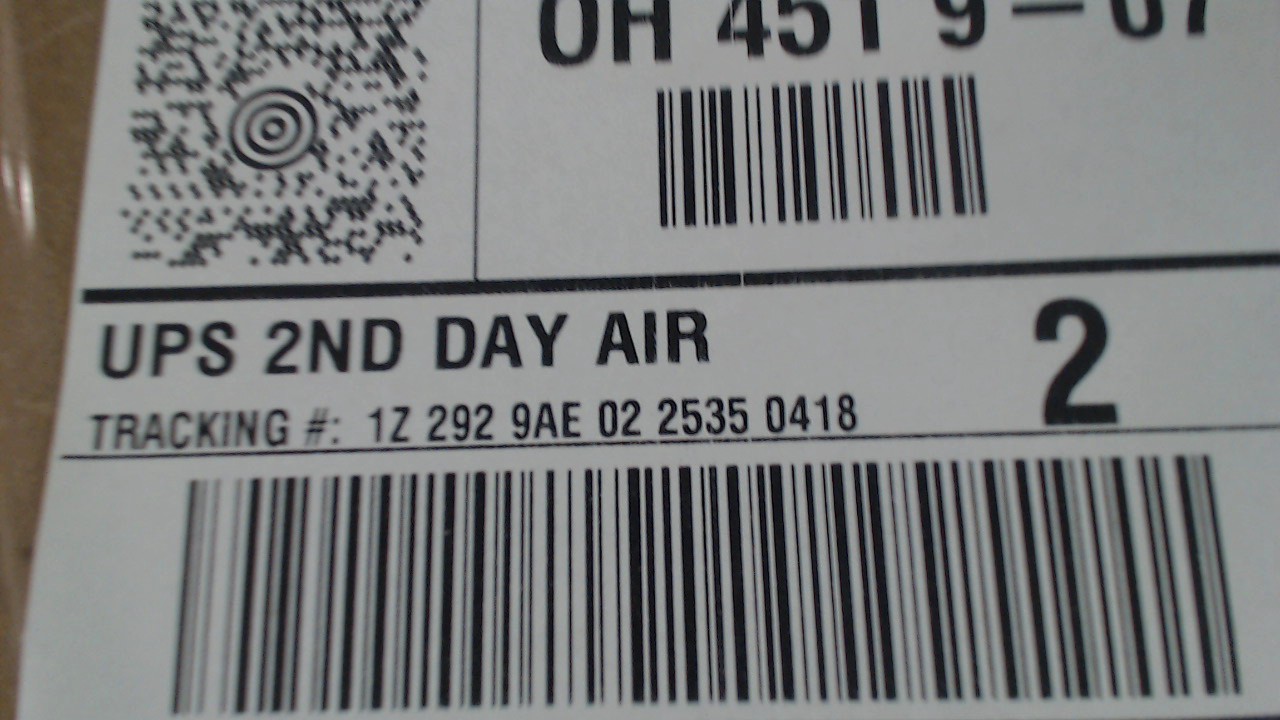 OH 451 9-07
UPS 2ND DAY AIR
2
TRACKING #: 1Z 292 9AE 02 2535 0418